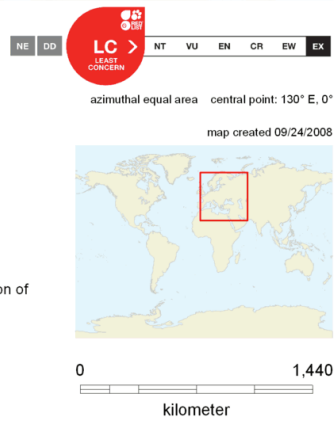 NE DD LC NT VU EN CR EW EX
LEAST
CONCERN
azimuthal equal area central point: 130° E, 0°
map created 09/24/2008
on of
0 1,440
kilometer